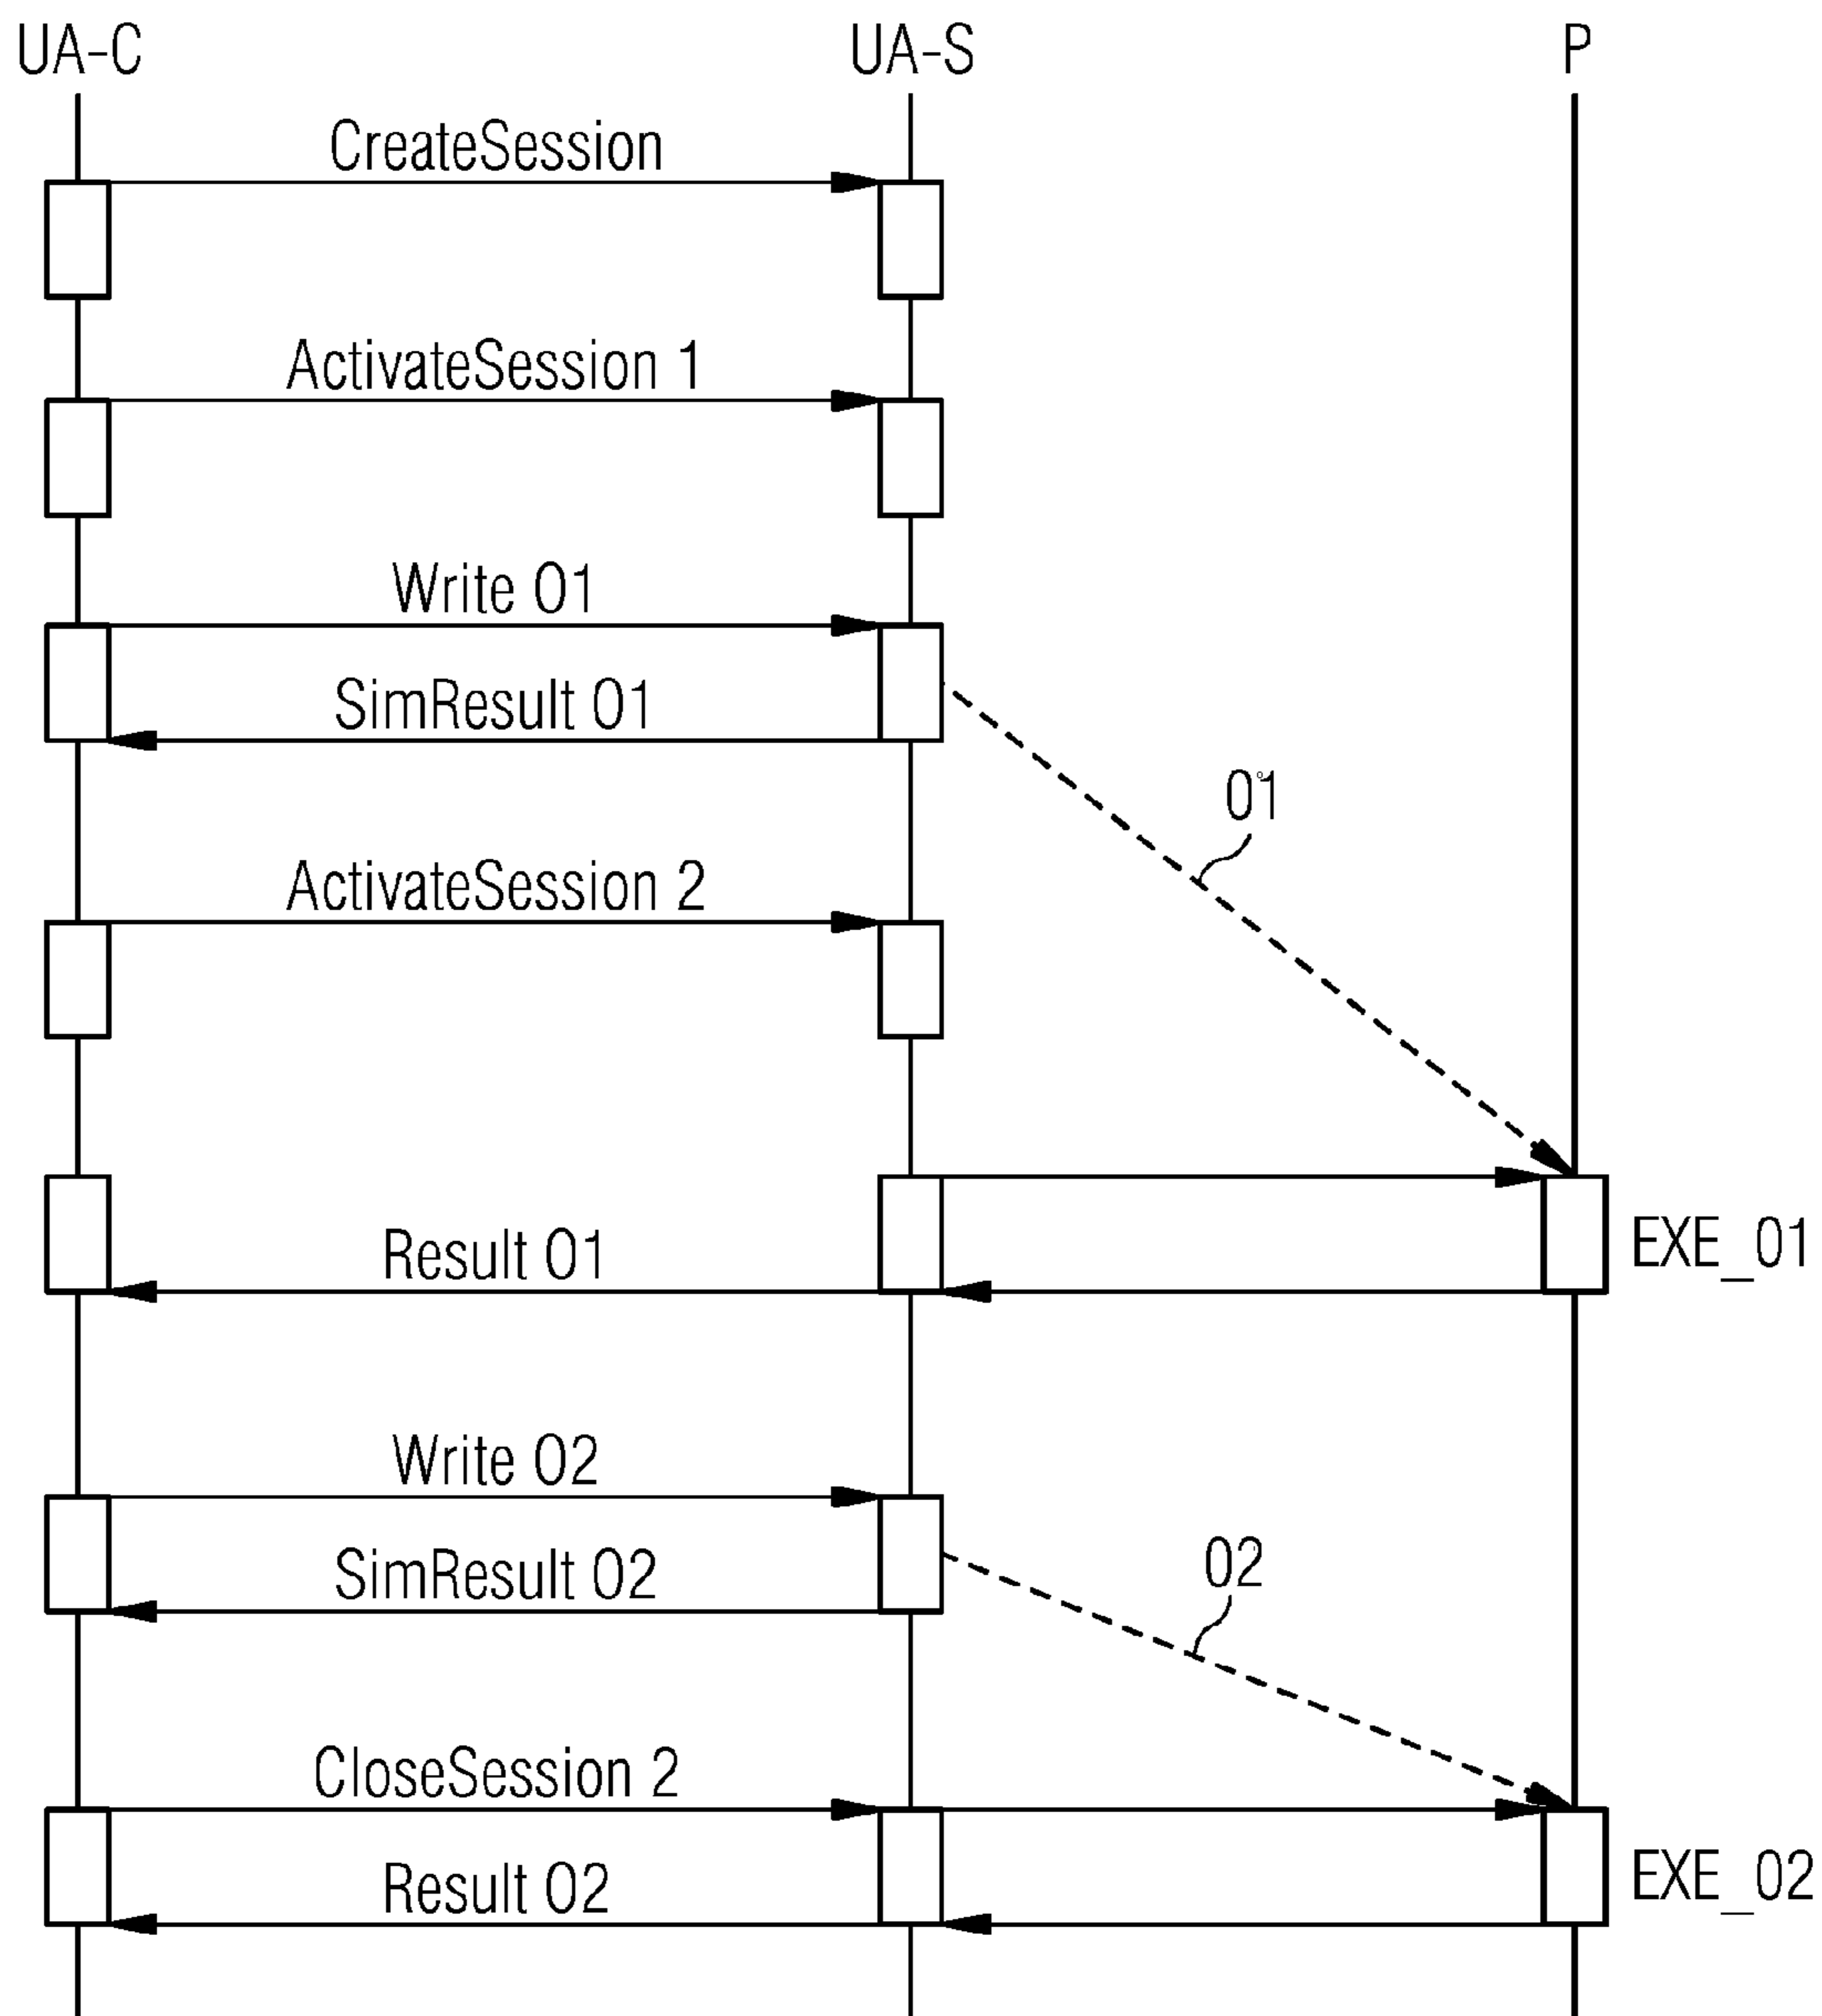 UA-C UA-S P
CreateSession
ActivateSession 1
Write O1
SimResult O1
O1
ActivateSession 2
Result O1
EXE_O1
Write O2
SimResult O2
O2
CloseSession 2
Result O2
EXE_O2